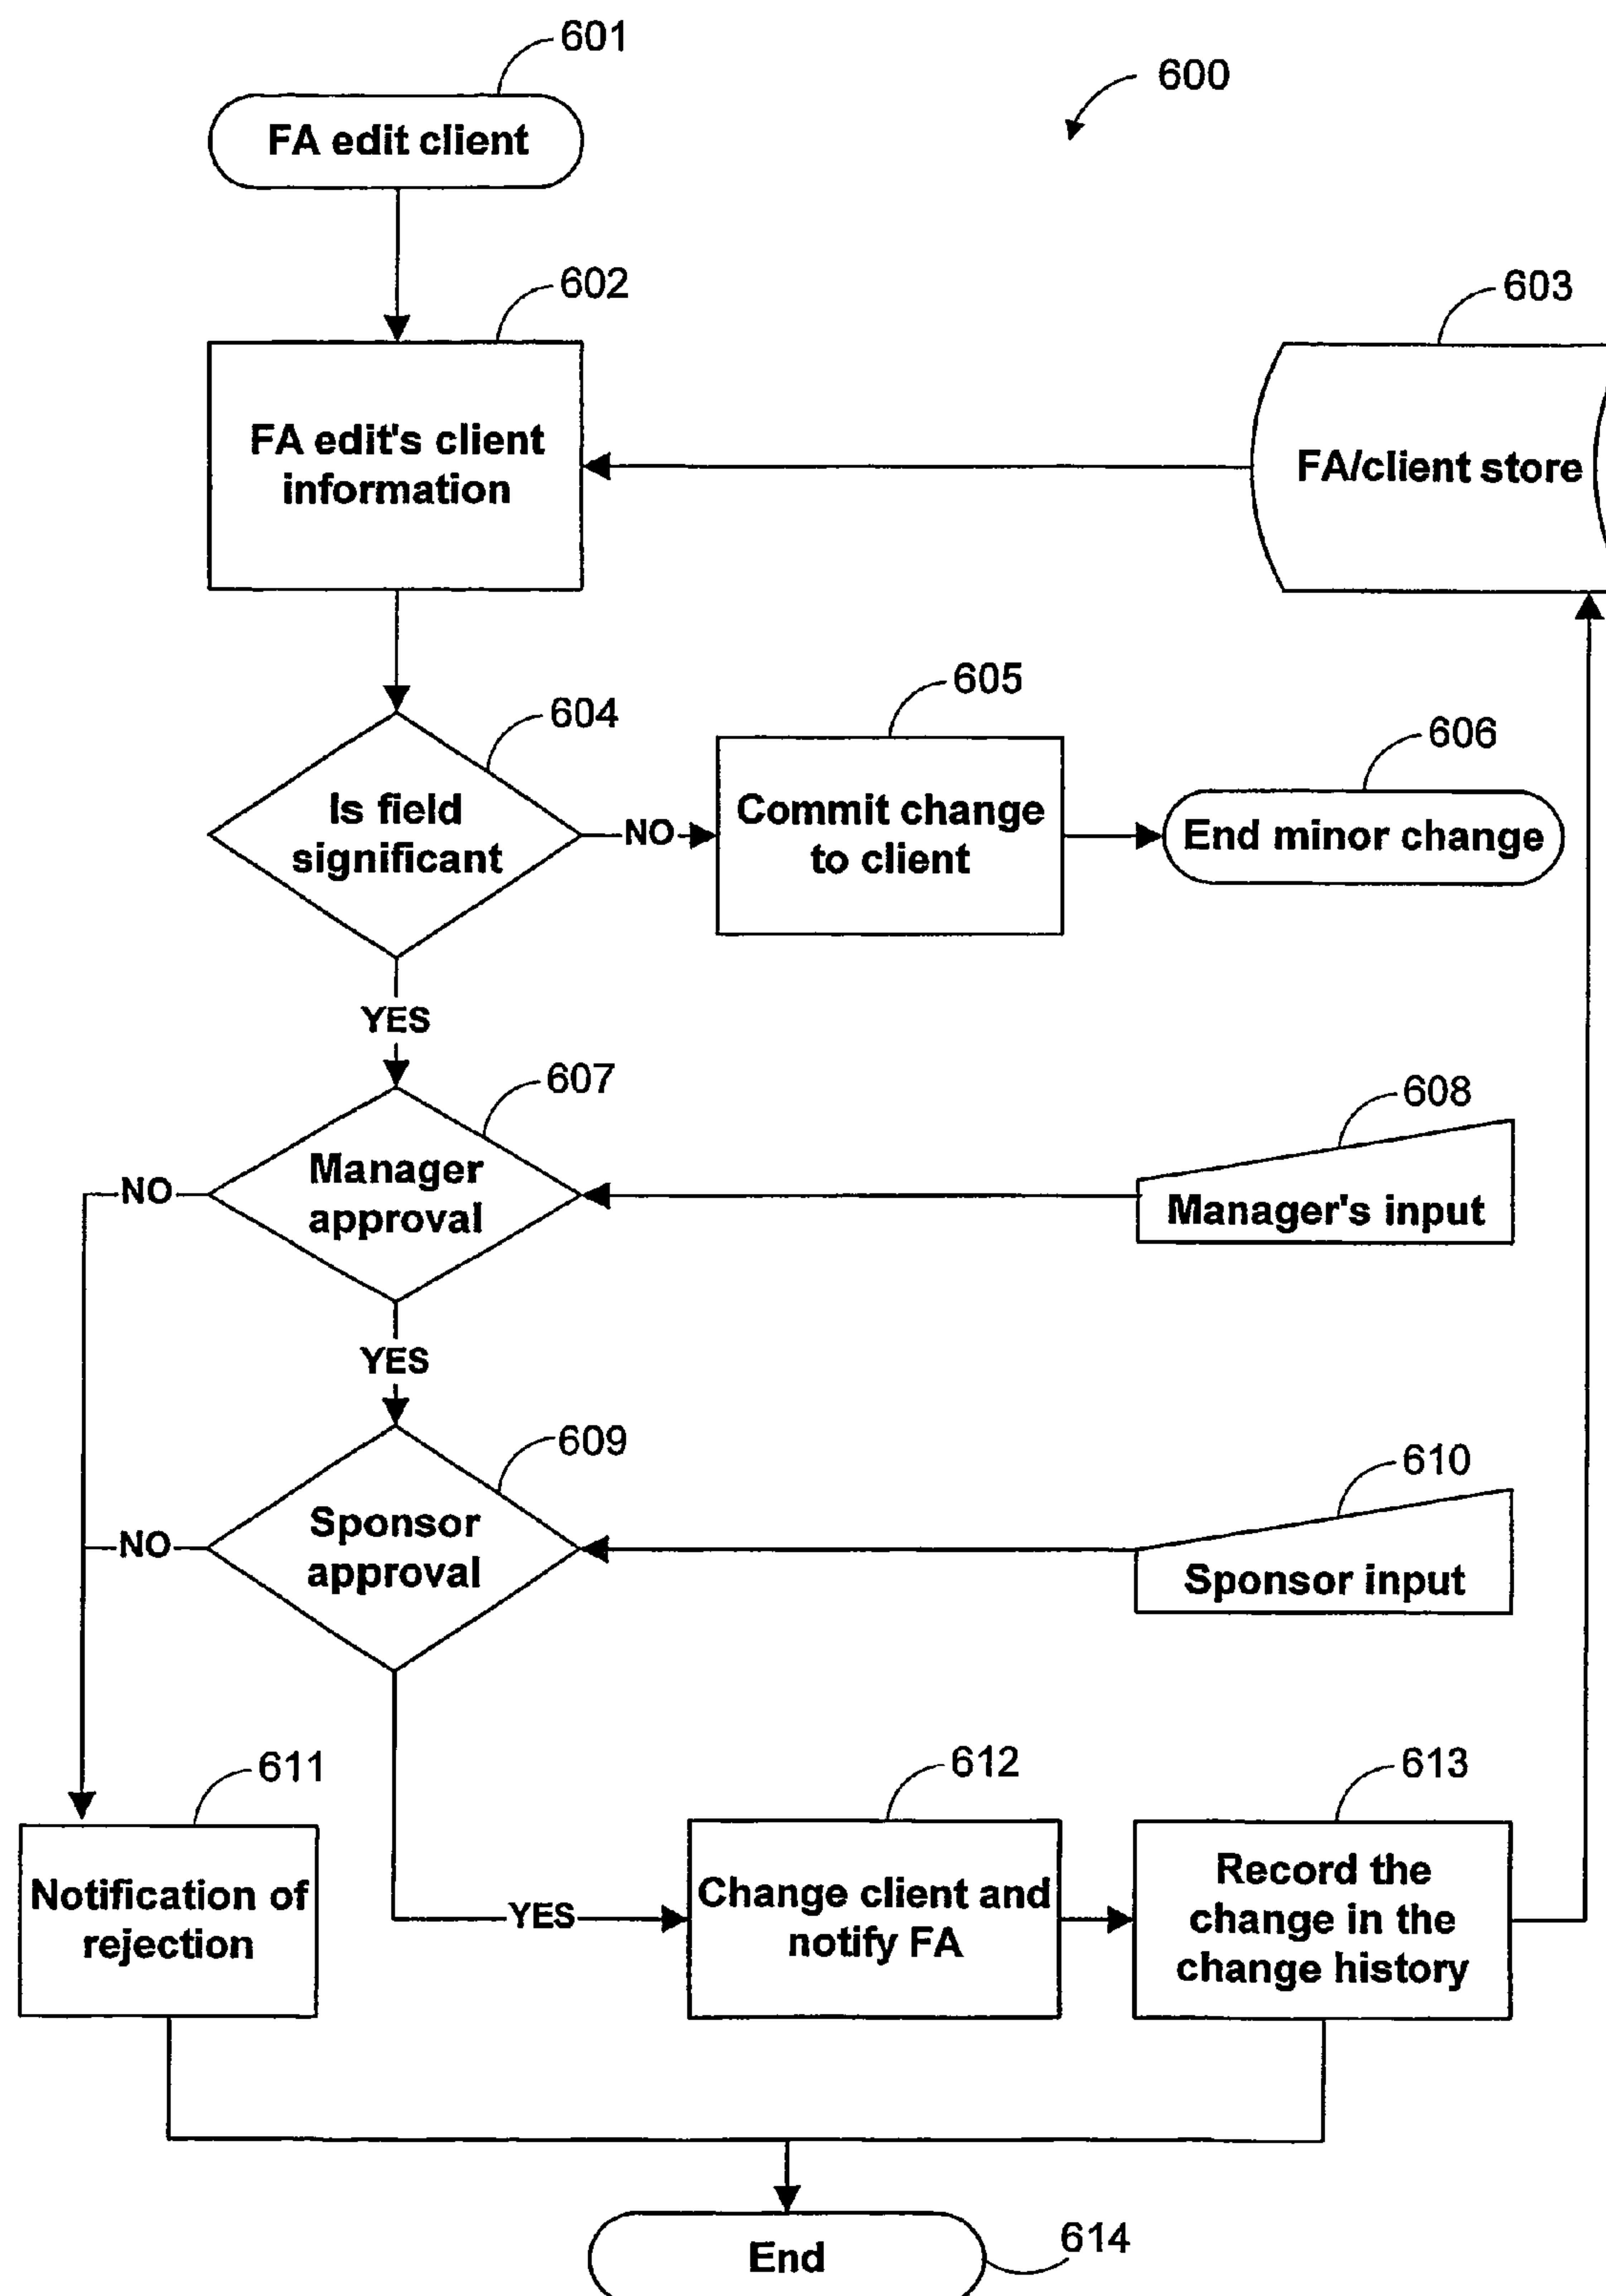 601
600
FA edit client
602
603
FA edit's client
information
FA/client store
604
605
606
Is field
significant
NO
Commit change
to client
End minor change
YES
607
608
NO
Manager
approval
Manager's input
YES
609
610
NO
Sponsor
approval
Sponsor input
611
612
613
Notification of
rejection
YES
Change client and
notify FA
Record the
change in the
change history
End
614